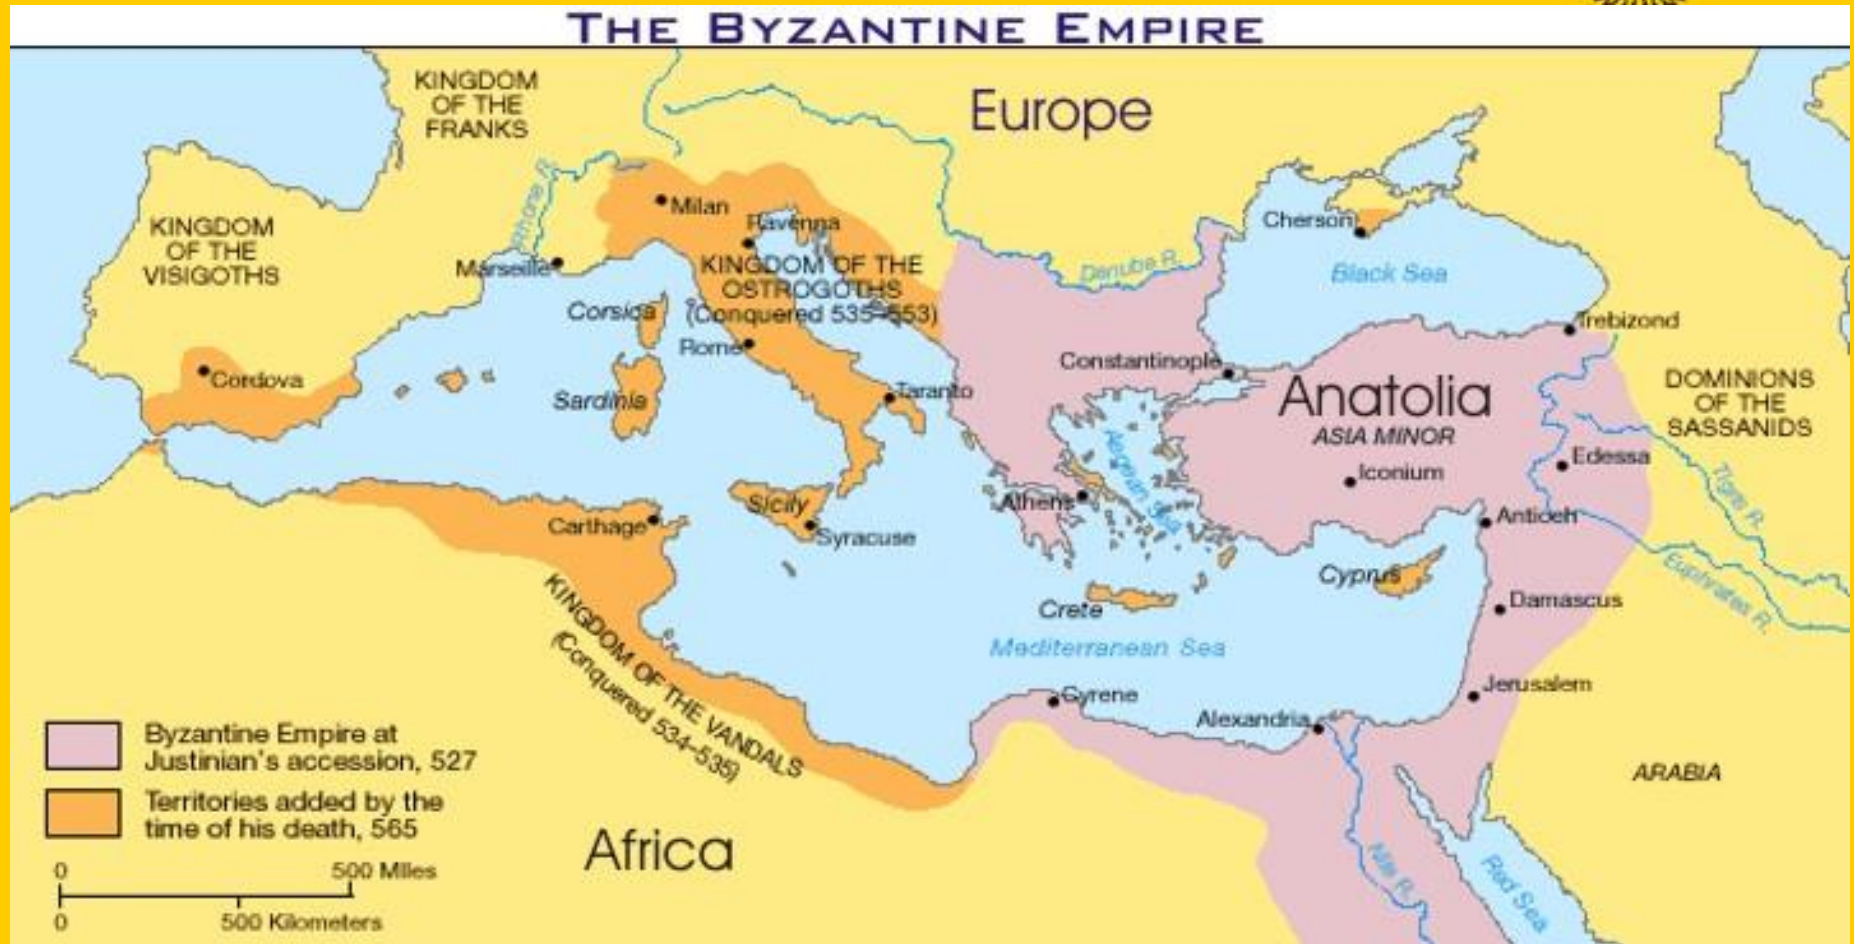 THE BYZANTINE EMPIRE
KINGDOM
OF THE
FRANKS
Europe
KINGDOM
OF THE
VISIGOTHS
Rhone R.
Milan
Ravenna
Marseille
KINGDOM OF THE
OSTROGOTHS
(Conquered 535–553)
Corsica
Rome
Sardinia
Cordova
Taranto
Danube R.
Cherson
Black Sea
Trebizond
Constantinople
Anatolia
ASIA MINOR
DOMINIONS
OF THE
SASSANIDS
Iconium
Edessa
Tigris R.
Aegean Sea
Athens
Antioch
Euphrates R.
Sicily
Syracuse
Carthage
Cyprus
Crete
Damascus
Mediterranean Sea
KINGDOM OF THE VANDALS
(Conquered 534–535)
Cyrene
Alexandria
Jerusalem
ARABIA
Africa
Nile R.
Red Sea
Byzantine Empire at
Justinian's accession, 527
Territories added by the
time of his death, 565
0 500 Miles
0 500 Kilometers